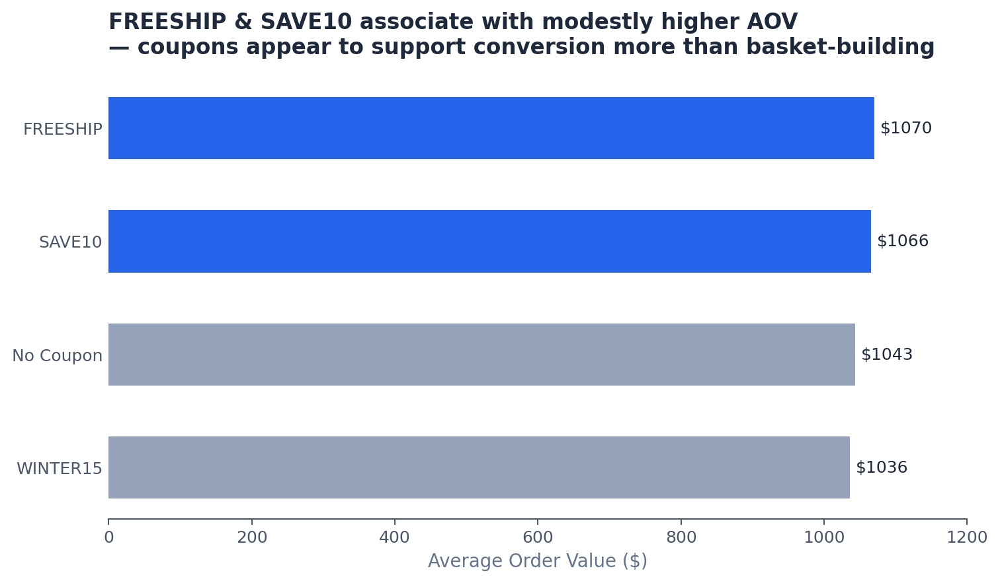 FREESHIP & SAVE10 associate with modestly higher AOV
— coupons appear to support conversion more than basket-building
FREESHIP
$1070
SAVE10
$1066
No Coupon
$1043
WINTER15
$1036
0 200 400 600 800 1000 1200
Average Order Value ($)